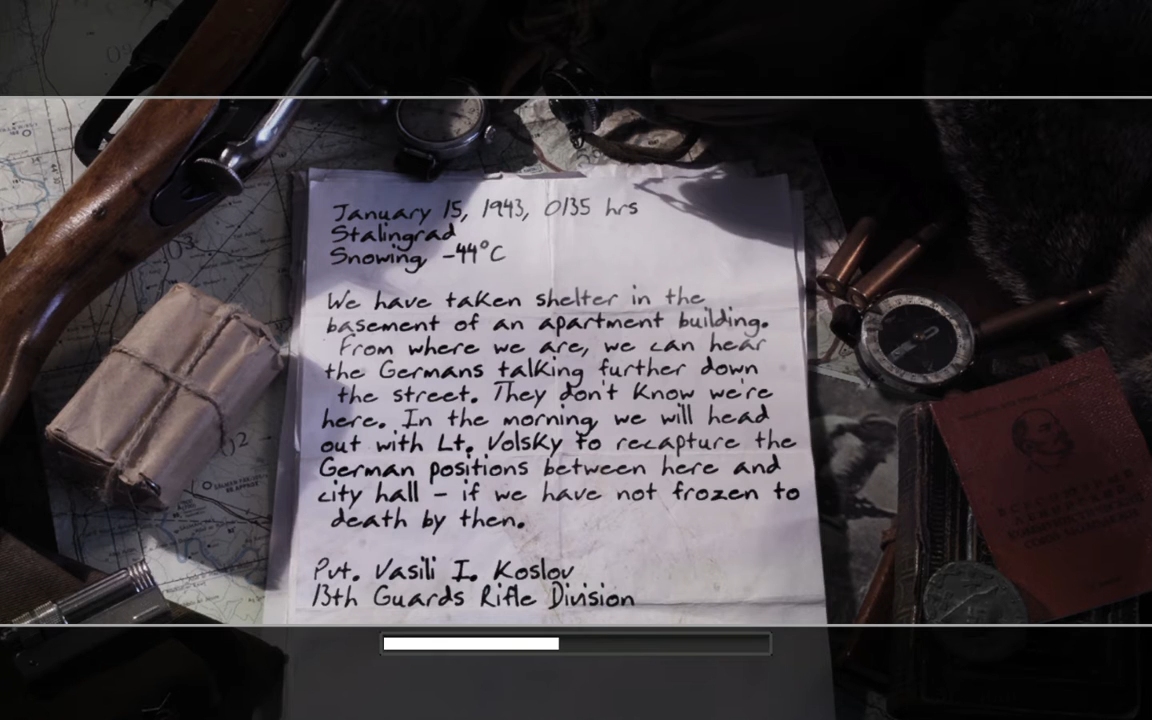 January 15, 1943, 0135 hrs
Stalingrad
Snowing, -44°C
We have taken shelter in the
basement of an apartment building.
From where we are, we can hear
the Germans talking further down
the street. They don't know we're
here. In the morning, we will head
out with Lt. Volsky to recapture the
German positions between here and
city hall - if we have not frozen to
death by then.
Pvt. Vasili I. Koslov
13th Guards Rifle Division